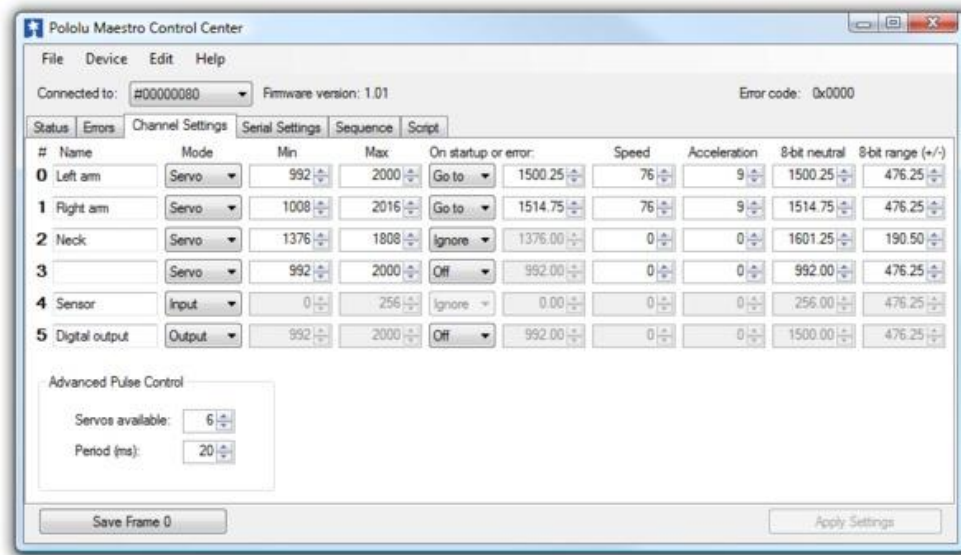 Pololu Maestro Control Center
File Device Edit Help
Connected to: #00000080 Firmware version: 1.01 Error code: 0x0000
Status Errors Channel Settings Serial Settings Sequence Script
# Name Mode Min Max On startup or error: Speed Acceleration 8-bit neutral 8-bit range (+/-)
0 Left arm Servo 992 2000 Go to 1500.25 76 9 1500.25 476.25
1 Right arm Servo 1008 2016 Go to 1514.75 76 9 1514.75 476.25
2 Neck Servo 1376 1808 Ignore 1376.00 0 0 1601.25 190.50
3 Servo 992 2000 Off 992.00 0 0 992.00 476.25
4 Sensor Input 0 256 Ignore 0.00 0 0 256.00 476.25
5 Digital output Output 992 2000 Off 992.00 0 0 1500.00 476.25
Advanced Pulse Control
Servos available: 6
Period (ms): 20
Save Frame 0 Apply Settings